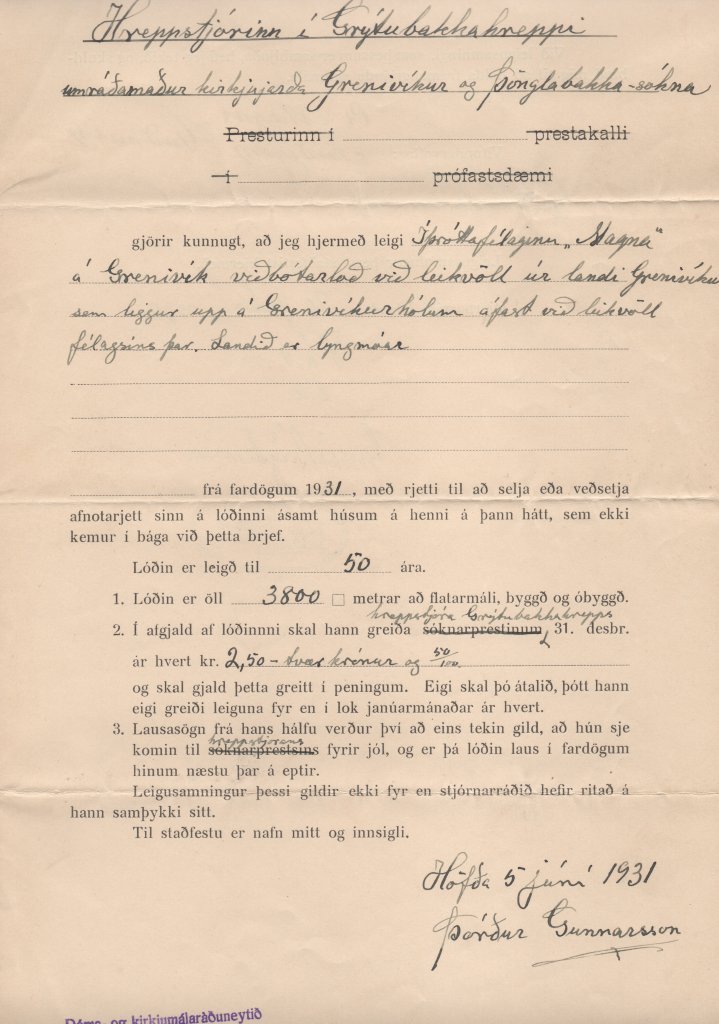 Hreppstjórinn í Grýtubakkahreppi
umráðamaður kirkjujarða Grenivíkur og Þönglabakka-sókna
Presturinn í prestakalli
í prófastsdæmi
gjörir kunnugt, að jeg hjermeð leigi Íþróttafélaginu „Magna"
á Grenivík viðbótarlóð við leikvöll úr landi Grenivíku
sem liggur upp á Grenivíkurhólum áfast við leikvöll
félagsins þar. Landið er lyngmóar
frá fardögum 1931, með rjetti til að selja eða veðsetja
afnotarjett sinn á lóðinni ásamt húsum á henni á þann hátt, sem ekki
kemur í bága við þetta brjef.
Lóðin er leigð til 50 ára.
1. Lóðin er öll 3800 □ metrar að flatarmáli, byggð og óbyggð.
hreppstjóra Grýtubakkahrepps
2. Í afgjald af lóðinnni skal hann greiða sóknarprestinum 31. desbr.
ár hvert kr. 2,50 - tvær krónur og 50/100
og skal gjald þetta greitt í peningum. Eigi skal þó átalið, þótt hann
eigi greiði leiguna fyr en í lok janúarmánaðar ár hvert.
3. Lausasögn frá hans hálfu verður því að eins tekin gild, að hún sje
hreppstjórans
komin til sóknarprestsins fyrir jól, og er þá lóðin laus í fardögum
hinum næstu þar á eptir.
Leigusamningur þessi gildir ekki fyr en stjórnarráðið hefir ritað á
hann samþykki sitt.
Til staðfestu er nafn mitt og innsigli.
Höfða 5 júní 1931
Þórður Gunnarsson
Dóms- og kirkjumálaráðuneytið